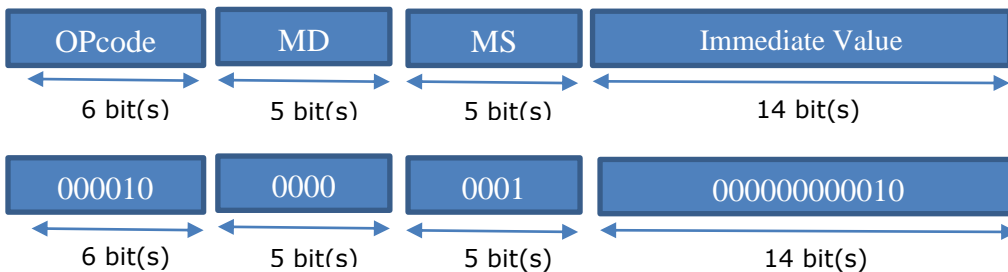 OPcode MD MS Immediate Value
6 bit(s) 5 bit(s) 5 bit(s) 14 bit(s)
000010 0000 0001 000000000010
6 bit(s) 5 bit(s) 5 bit(s) 14 bit(s)